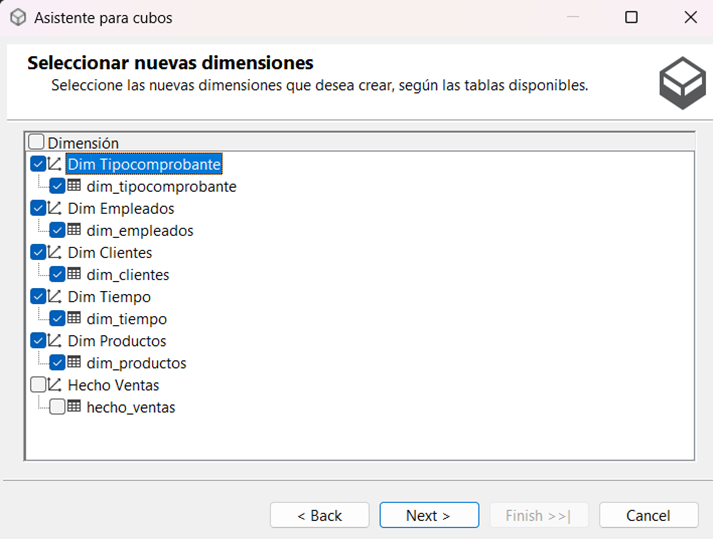 Asistente para cubos
Seleccionar nuevas dimensiones
Seleccione las nuevas dimensiones que desea crear, según las tablas disponibles.
Dimensión
Dim Tipocomprobante
dim_tipocomprobante
Dim Empleados
dim_empleados
Dim Clientes
dim_clientes
Dim Tiempo
dim_tiempo
Dim Productos
dim_productos
Hecho Ventas
hecho_ventas
< Back
Next >
Finish >>|
Cancel